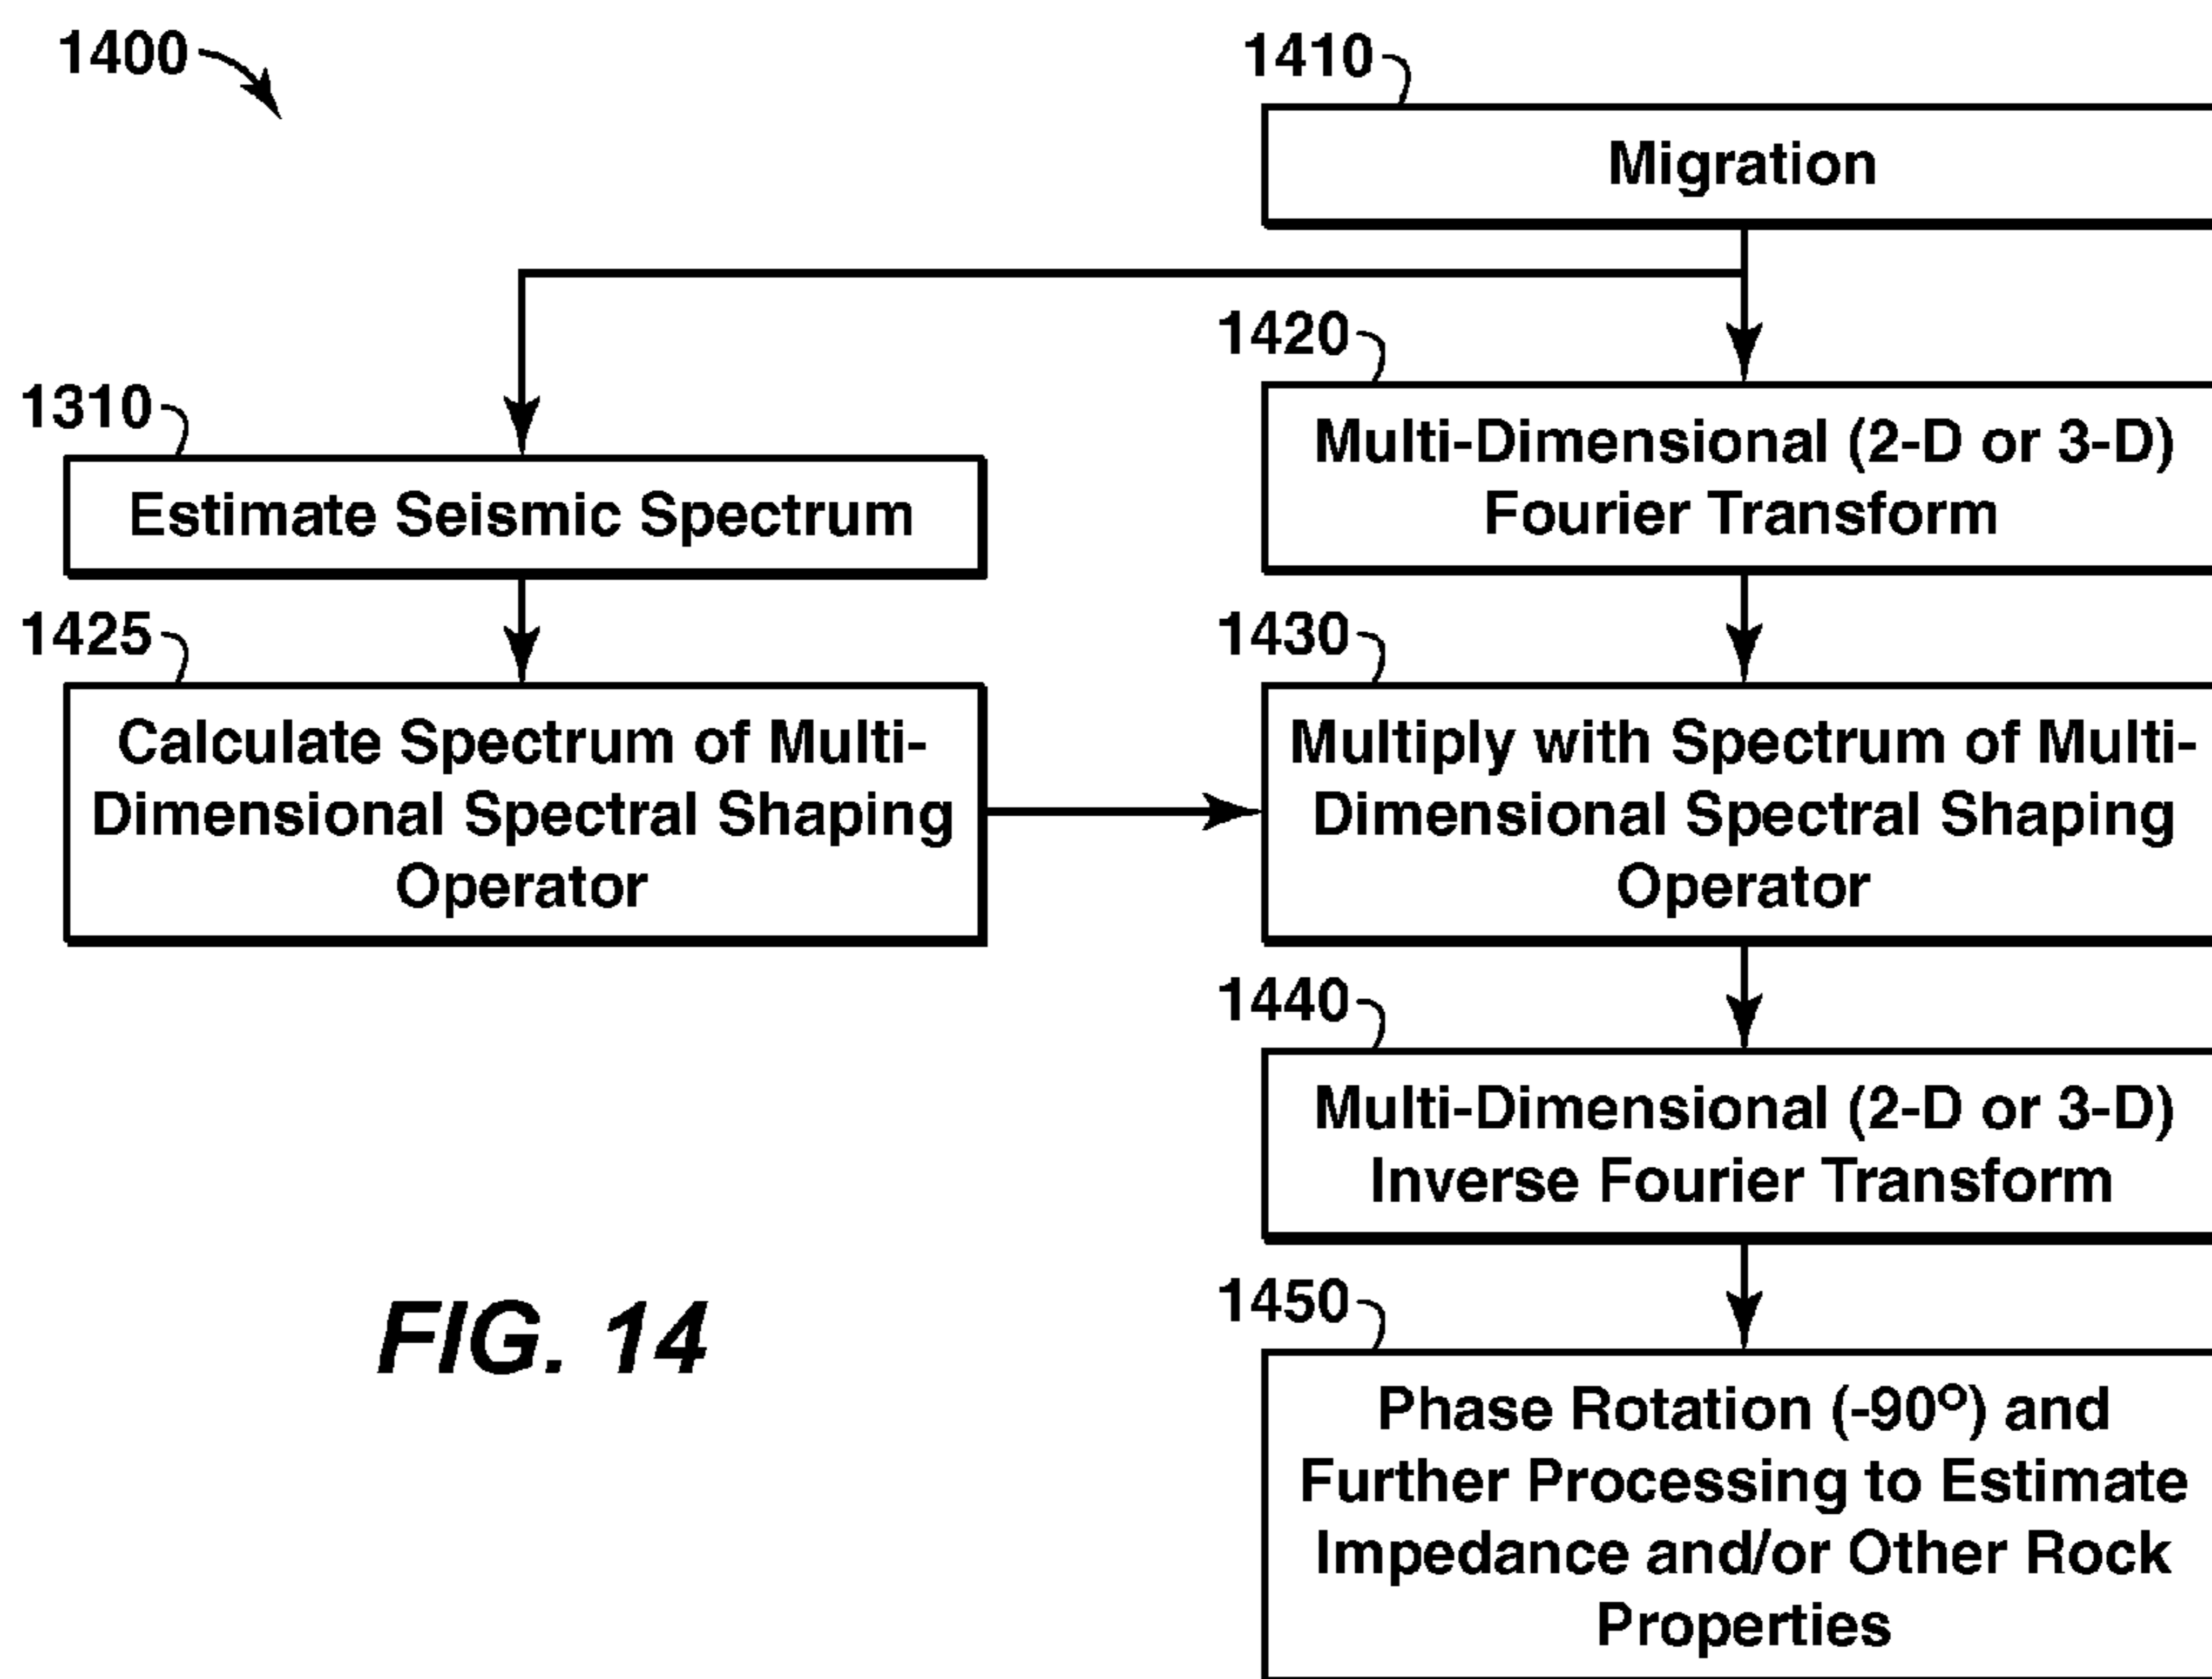 1400
1410
Migration
1420
Multi-Dimensional (2-D or 3-D)
Fourier Transform
1310
Estimate Seismic Spectrum
1425
Calculate Spectrum of Multi-
Dimensional Spectral Shaping
Operator
1430
Multiply with Spectrum of Multi-
Dimensional Spectral Shaping
Operator
1440
Multi-Dimensional (2-D or 3-D)
Inverse Fourier Transform
1450
Phase Rotation (-90°) and
Further Processing to Estimate
Impedance and/or Other Rock
Properties
FIG. 14